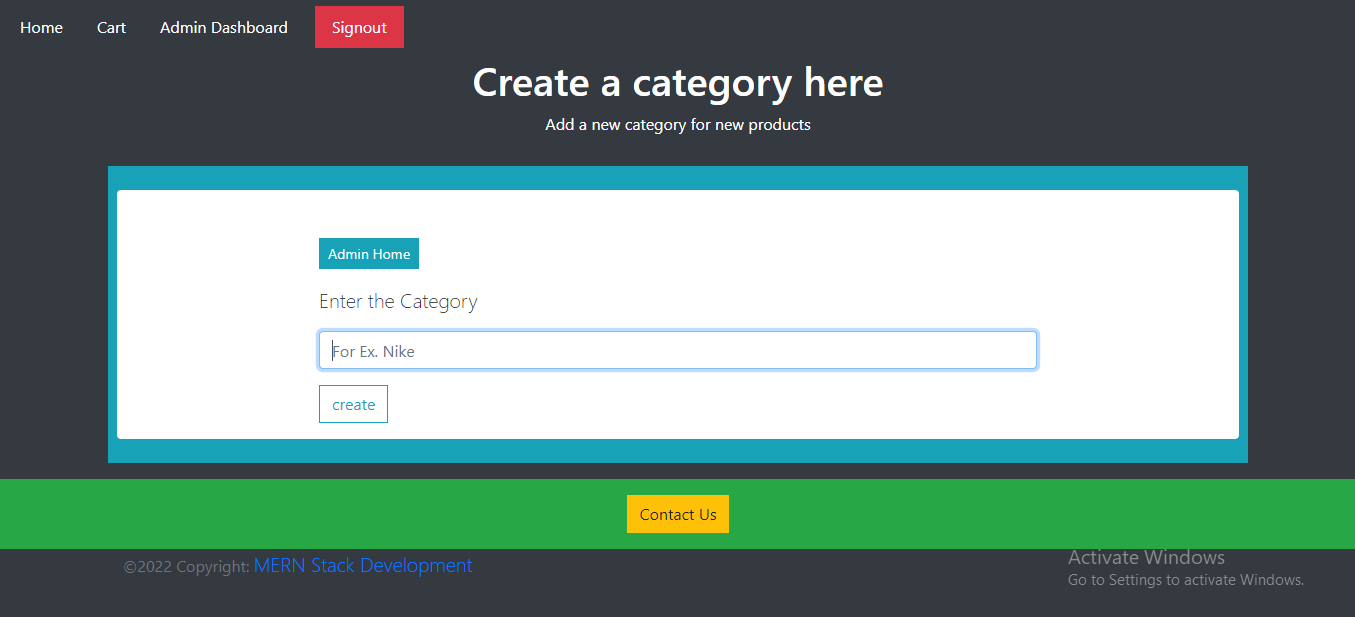 Home Cart Admin Dashboard Signout
Create a category here
Add a new category for new products
Admin Home
Enter the Category
For Ex. Nike
create
Contact Us
©2022 Copyright: MERN Stack Development
Activate Windows
Go to Settings to activate Windows.